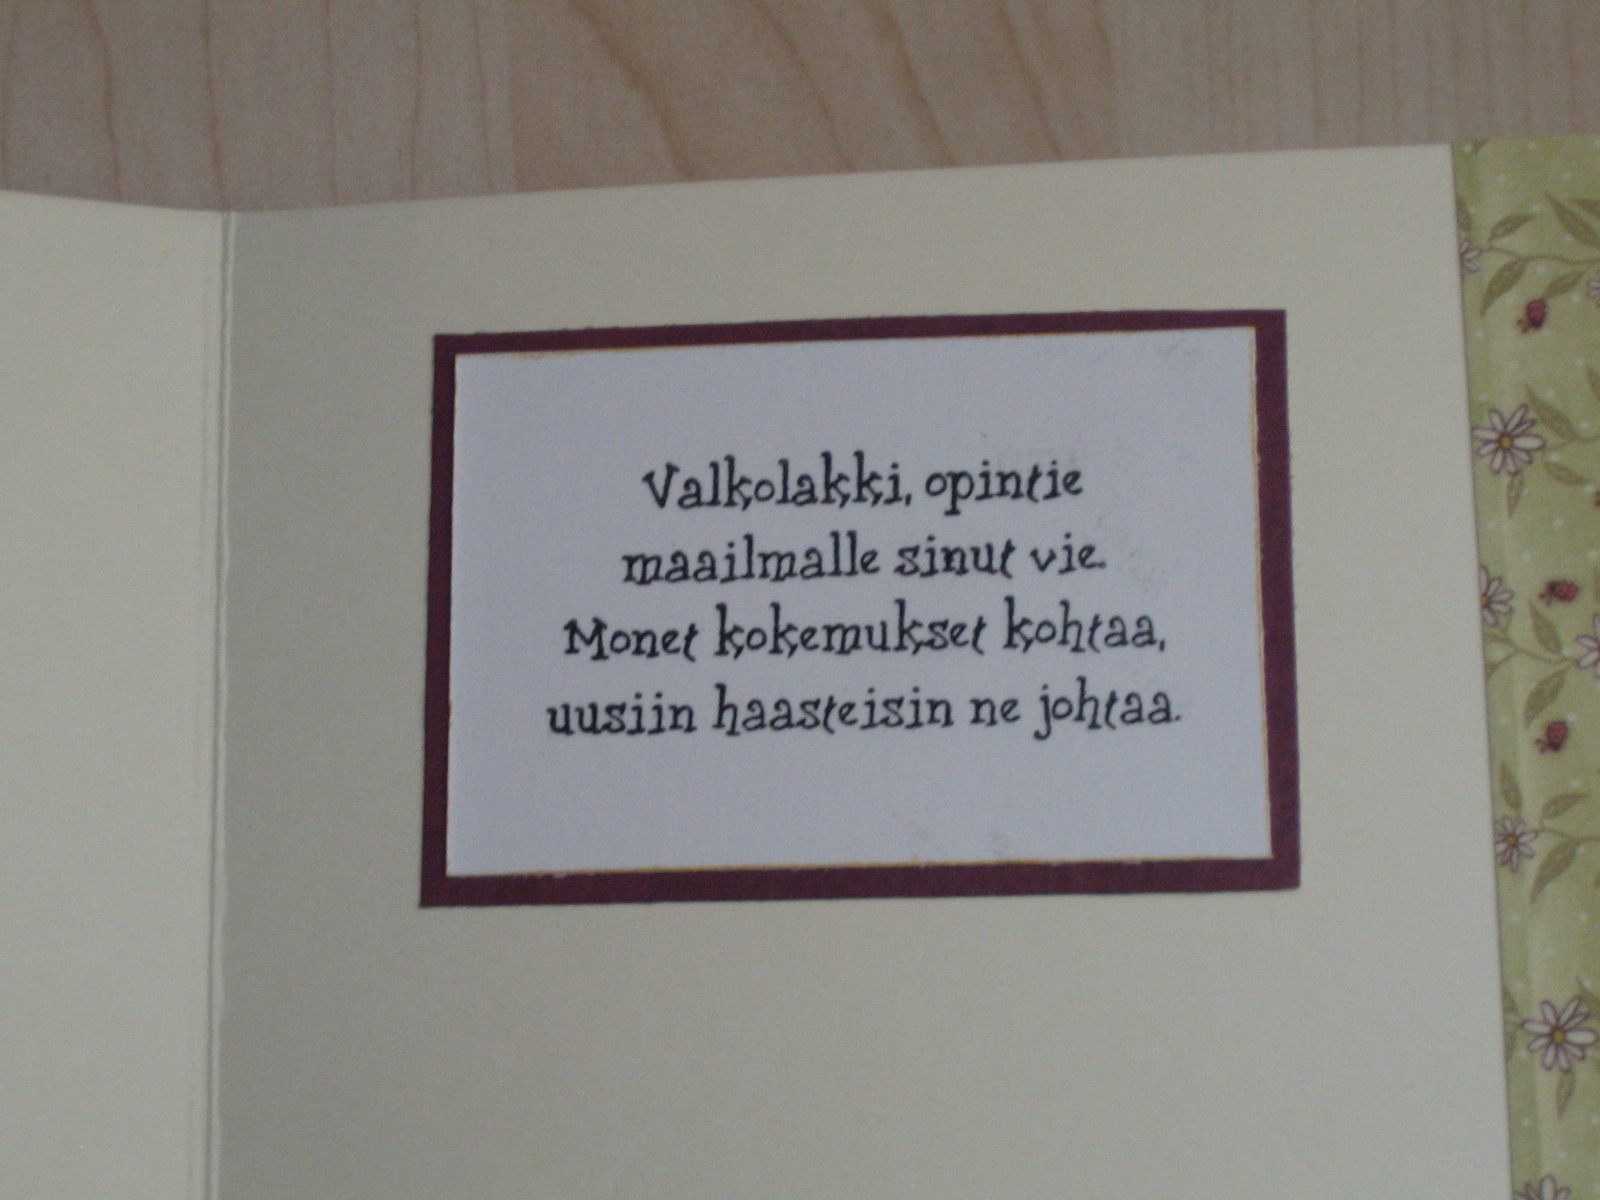 Valkolakki, opintie
maailmalle sinut vie.
Monet kokemukset kohtaa,
uusiin haasteisin ne johtaa.